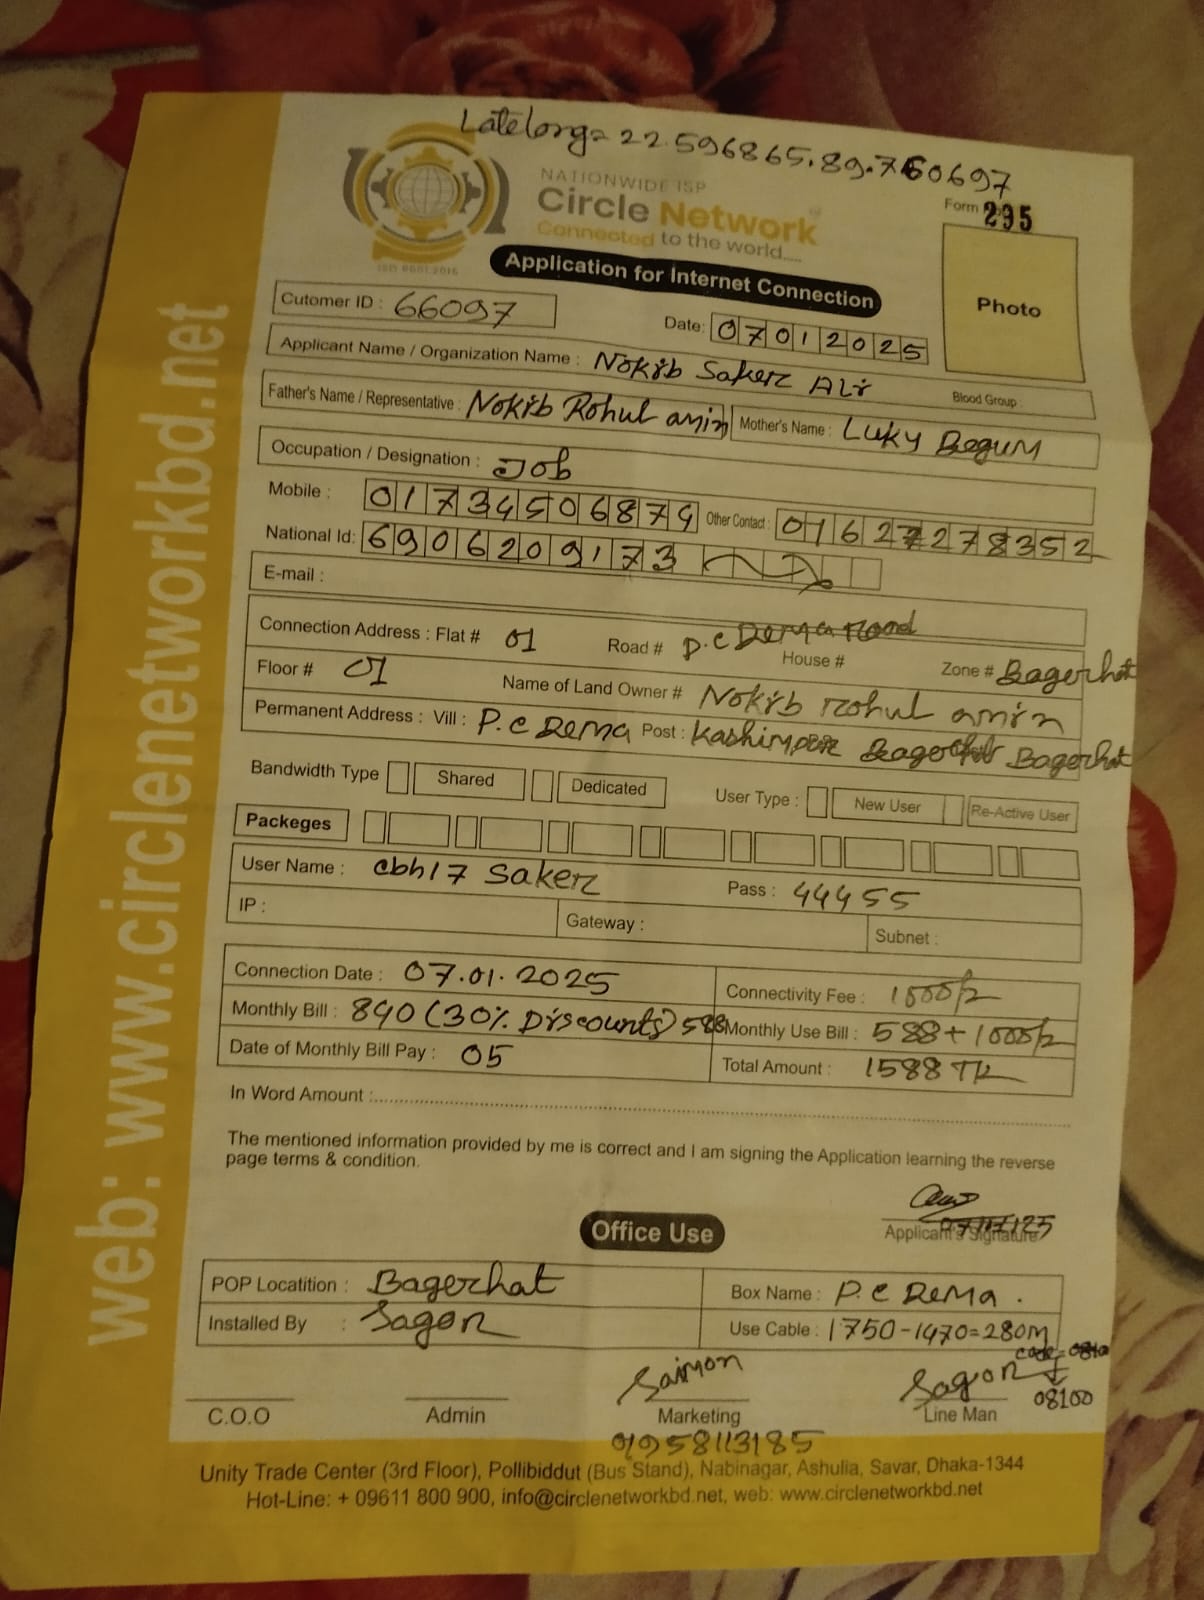 Latelong= 22.596865,89.760697
NATIONWIDE ISP
Circle Network
Connected to the world....
ISO 9001:2015
Form 295
Application for Internet Connection
Photo
Cutomer ID : 66097
Date: 07012025
Applicant Name / Organization Name : Nokib Saker Ali
Blood Group :
Father's Name / Representative : Nokib Rohul amin Mother's Name : Luky Begum
Occupation / Designation : Job
Mobile : 01734506879 Other Contact : 01627278352
National Id: 6906209173
E-mail :
Connection Address : Flat # 01 Road # P.C Dema Road House # Zone # Bagerhat
Floor # 01 Name of Land Owner # Nokib rohul amin
Permanent Address : Vill : P.C Dema Post : Kashimpur Bagerhat
Bandwidth Type Shared Dedicated User Type : New User Re-Active User
Packeges
User Name : cbh17 Saker Pass : 44455
IP : Gateway : Subnet :
Connection Date : 07.01.2025 Connectivity Fee : 1000/=
Monthly Bill : 840 (30% Discounts) 588 Monthly Use Bill : 588+1000/=
Date of Monthly Bill Pay : 05 Total Amount : 1588 TK
In Word Amount :
The mentioned information provided by me is correct and I am signing the Application learning the reverse
page terms & condition.
Applicant's Signature
Office Use
POP Locatition : Bagerhat Box Name : P.C Dema .
Installed By : Sagor Use Cable : 1750-1470=280M
Saimon Sagor 08100
C.O.O Admin Marketing Line Man
01958113185
Unity Trade Center (3rd Floor), Pollibiddut (Bus Stand), Nabinagar, Ashulia, Savar, Dhaka-1344
Hot-Line: + 09611 800 900, info@circlenetworkbd.net, web: www.circlenetworkbd.net
web: www.circlenetworkbd.net